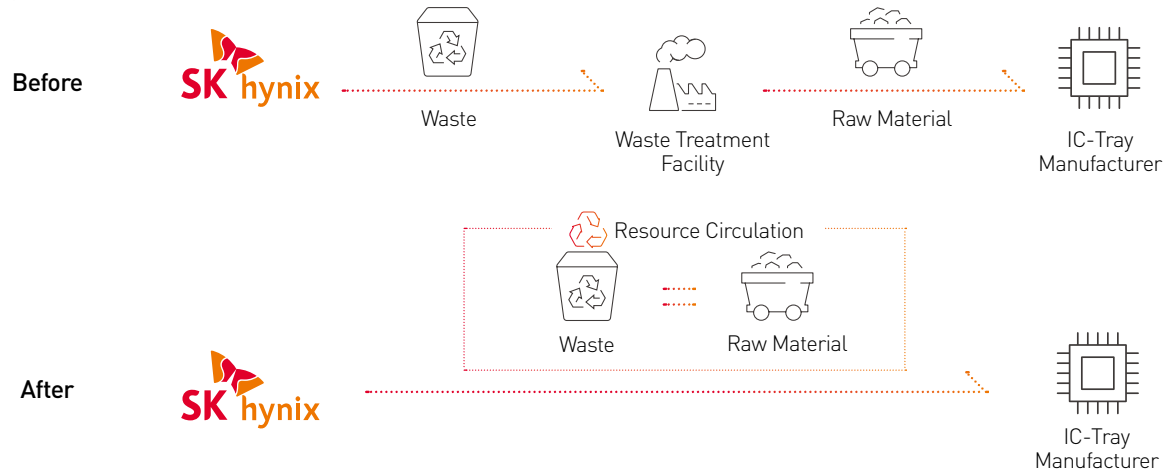 Before
SK hynix
Waste
Waste Treatment
Facility
Raw Material
IC-Tray
Manufacturer
Resource Circulation
Waste
Raw Material
After
SK hynix
IC-Tray
Manufacturer